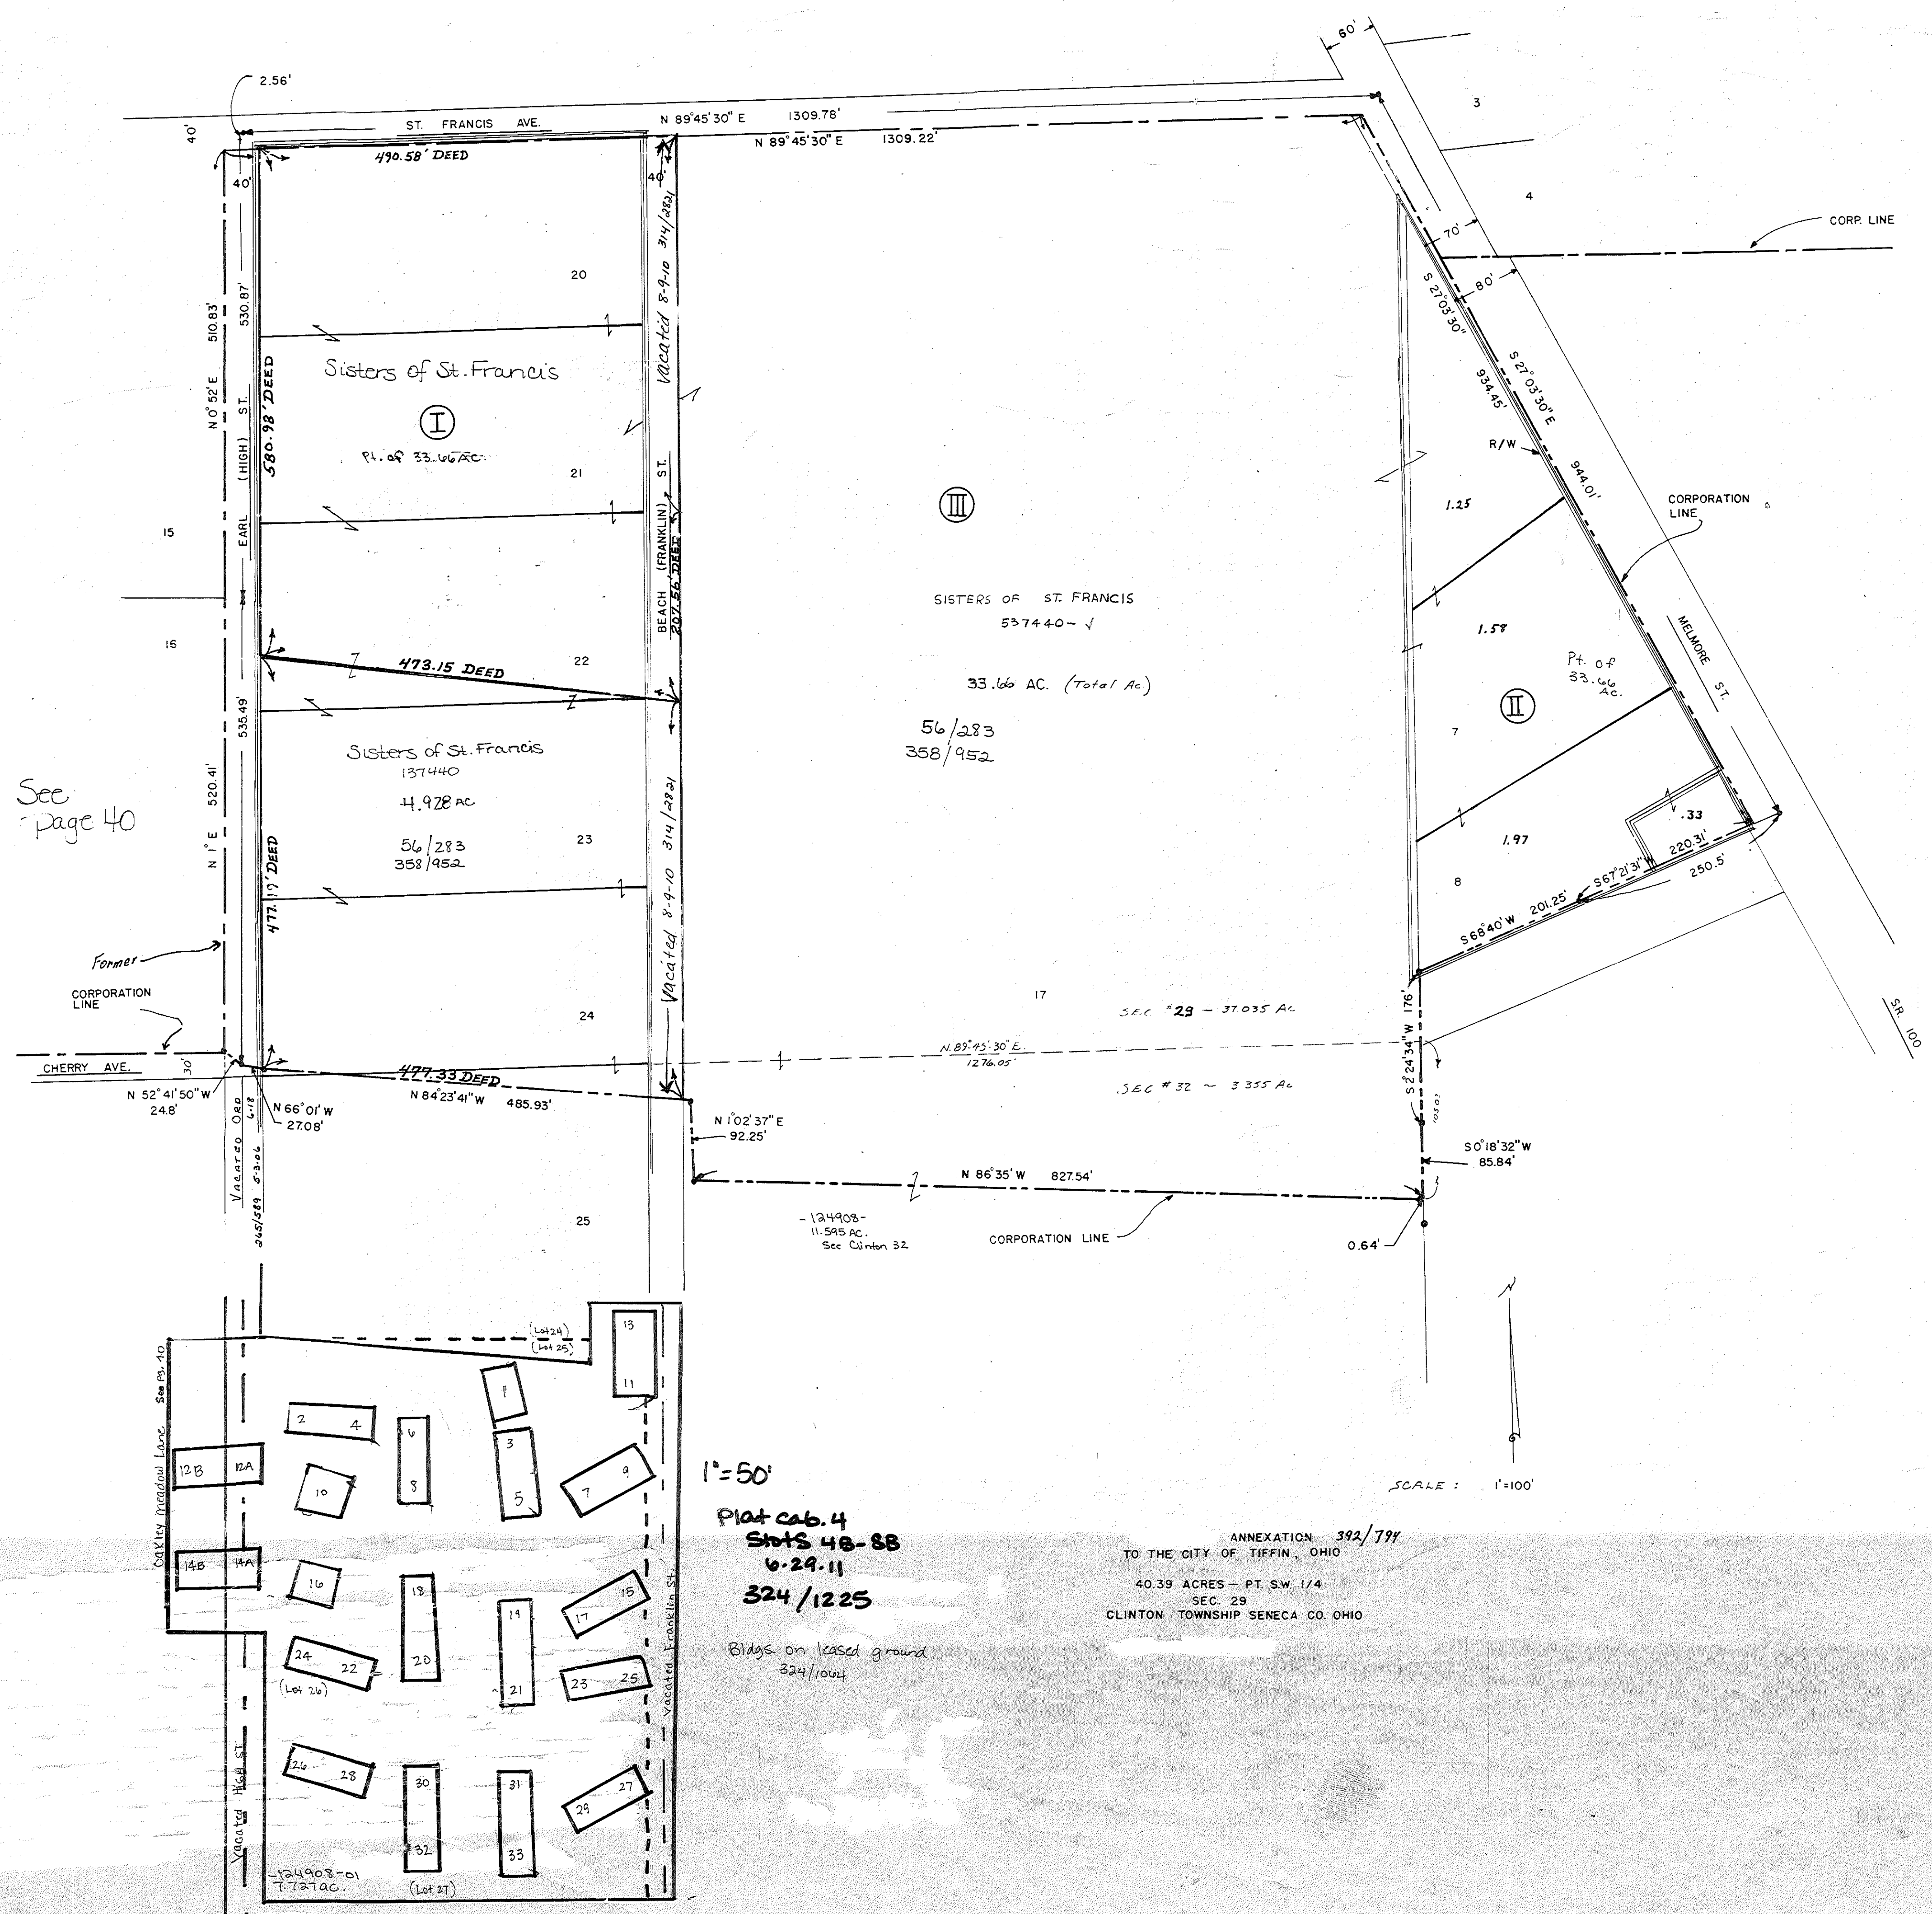 60'
2.56'
3
40'
ST. FRANCIS AVE.
N 89°45'30" E 1309.78'
N 89°45'30" E 1309.22'
490.58' DEED
40'
40'
4
CORP. LINE
70'
80'
S 27°03'30"
934.45'
S 27°03'30" E
944.01'
R/W
CORPORATION
LINE
MELMORE ST.
S.R. 100
510.83'
N 0°52' E
530.87'
EARL (HIGH) ST.
580.98' DEED
20
Sisters of St. Francis
I
Pt. of 33.66 AC.
21
Vacated 8-9-10 314/2821
BEACH (FRANKLIN) ST.
207.56' DEED
15
16
22
473.15 DEED
535.49'
520.41'
N 1° E
477.19' DEED
Sisters of St. Francis
137440
4.928 AC
56/283
358/952
23
Vacated 8-9-10 314/2821
See
page 40
Former
CORPORATION
LINE
24
III
SISTERS OF ST. FRANCIS
537440-
33.66 AC. (Total Ac.)
56/283
358/952
17
1.25
1.58
Pt. of
33.66
Ac.
II
7
.33
1.97
8
220.31'
S 67°21'31" W
250.5'
S 68°40' W 201.25'
SEC #29 - 37.035 Ac
N. 89°45'30" E.
1276.05'
SEC #32 - 3.355 Ac
S 2°24'34" W 176'
S 0°18'32" W
85.84'
0.64'
CHERRY AVE.
30'
N 52°41'50" W
24.8'
N 66°01' W
27.08'
477.33 DEED
N 84°23'41" W 485.93'
N 1°02'37" E
92.25'
N 86°35' W 827.54'
CORPORATION LINE
VACATED ORD 6-18
265/589 5-3-06
25
-124908-
11.595 AC.
See Clinton 32
N
SCALE: 1"=100'
(Lot 24)
(Lot 25)
13
11
1
2 4
6
8
3
5
9
7
12B 12A
10
14B 14A
16
18
20
19
21
15
17
24 22
(Lot 26)
23 25
26 28
30
32
31
33
27
29
-124908-01
7.727 ac.
(Lot 27)
Oakley Meadow Lane See Pg. 40
Vacated High ST
Vacated Franklin St.
1"=50'
Plat cab. 4
Slots 4B-8B
6.29.11
324/1225
Bldgs on leased ground
324/1064
ANNEXATION 392/794
TO THE CITY OF TIFFIN, OHIO
40.39 ACRES - PT. S.W. 1/4
SEC. 29
CLINTON TOWNSHIP SENECA CO. OHIO